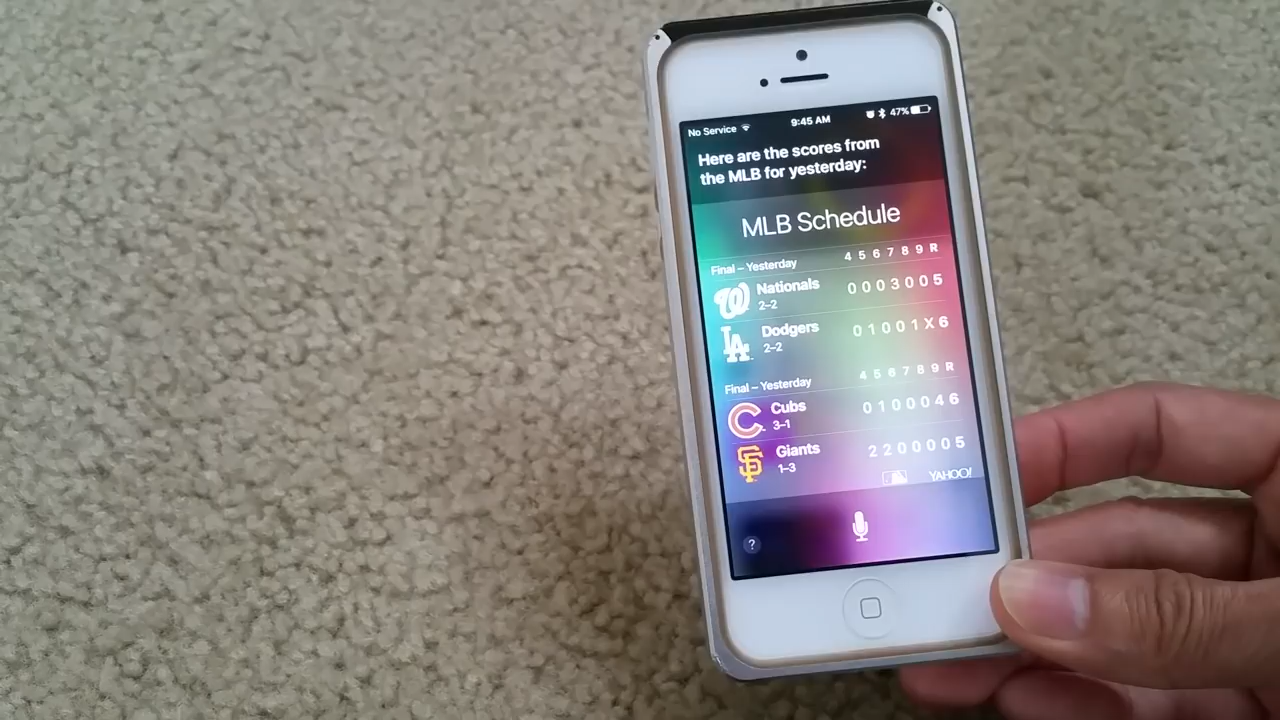 No Service 9:45 AM 47%
Here are the scores from
the MLB for yesterday:
MLB Schedule
Final – Yesterday 4 5 6 7 8 9 R
W Nationals 0 0 0 3 0 0 5
2–2
LA Dodgers 0 1 0 0 1 X 6
2–2
Final – Yesterday 4 5 6 7 8 9 R
C Cubs 0 1 0 0 0 4 6
3–1
SF Giants 2 2 0 0 0 0 5
1–3
YAHOO!
?